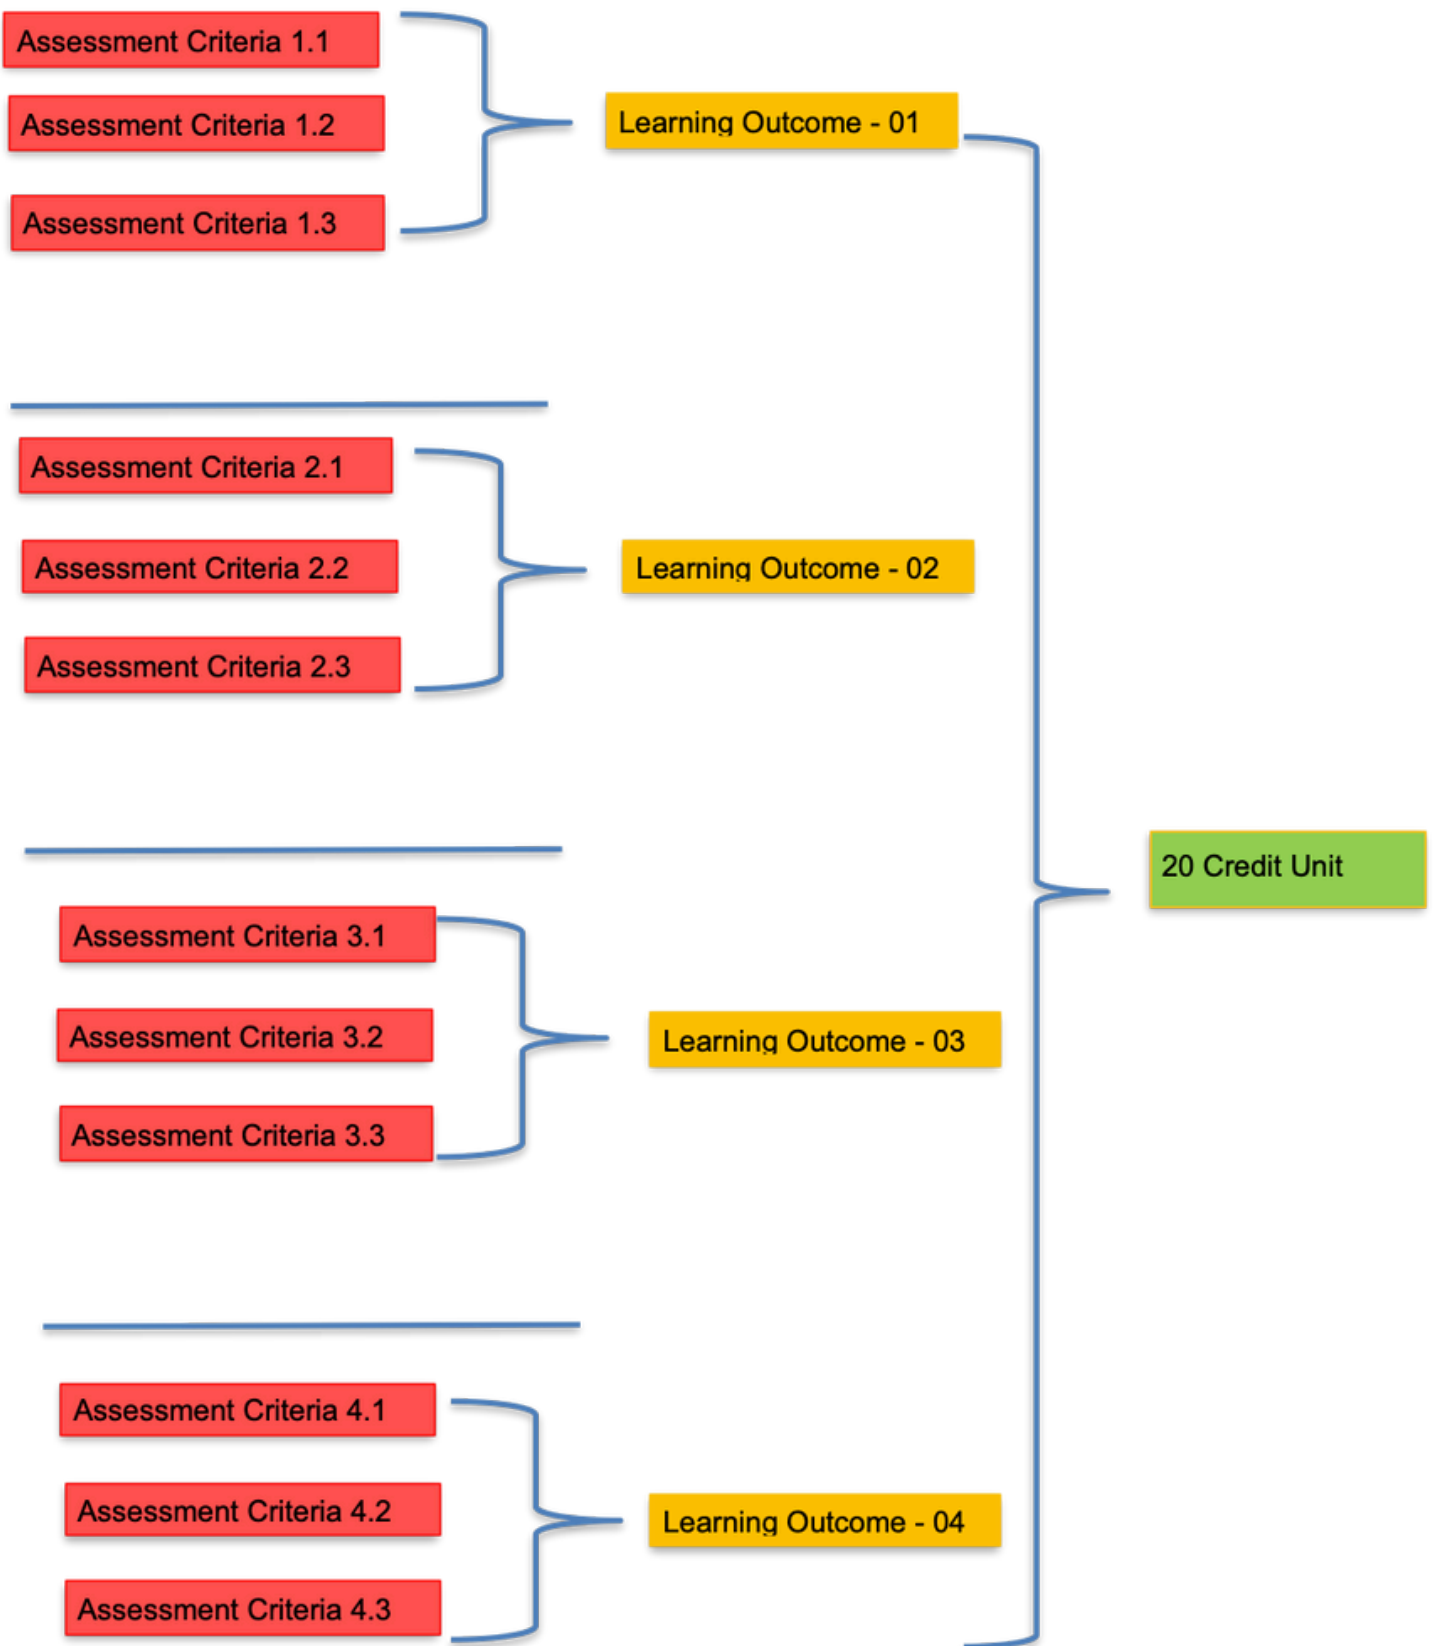 Assessment Criteria 1.1
Assessment Criteria 1.2
Assessment Criteria 1.3
Learning Outcome - 01
Assessment Criteria 2.1
Assessment Criteria 2.2
Assessment Criteria 2.3
Learning Outcome - 02
Assessment Criteria 3.1
Assessment Criteria 3.2
Assessment Criteria 3.3
Learning Outcome - 03
Assessment Criteria 4.1
Assessment Criteria 4.2
Assessment Criteria 4.3
Learning Outcome - 04
20 Credit Unit